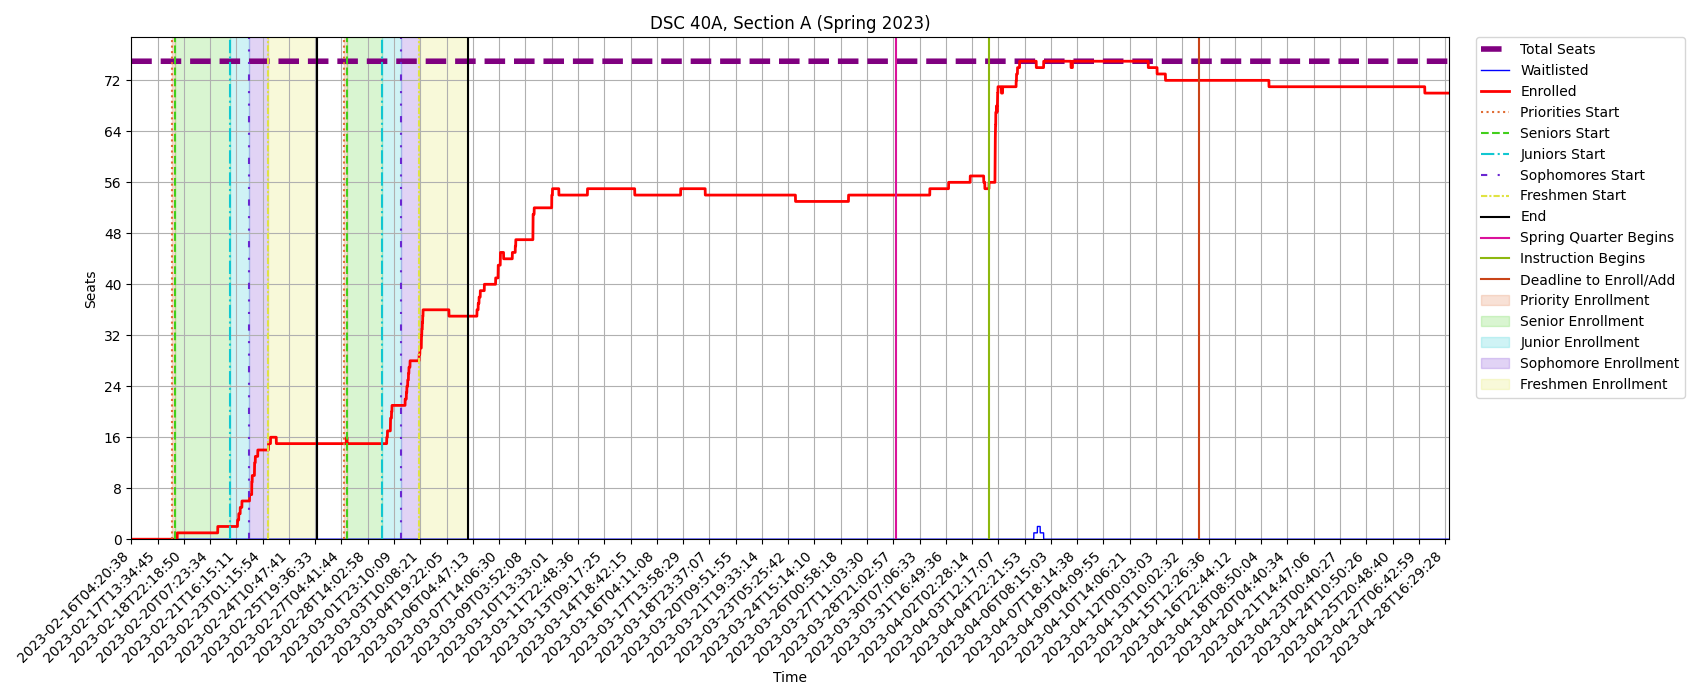 DSC 40A, Section A (Spring 2023)
Total Seats
Waitlisted
Enrolled
Priorities Start
Seniors Start
Juniors Start
Sophomores Start
Freshmen Start
End
Spring Quarter Begins
Instruction Begins
Deadline to Enroll/Add
Priority Enrollment
Senior Enrollment
Junior Enrollment
Sophomore Enrollment
Freshmen Enrollment
Seats
72
64
56
48
40
32
24
16
8
0
2023-02-16T04:20:38
2023-02-17T13:34:45
2023-02-18T22:18:50
2023-02-20T07:23:34
2023-02-21T16:15:11
2023-02-23T01:15:54
2023-02-24T10:47:41
2023-02-25T19:36:33
2023-02-27T04:41:44
2023-02-28T14:02:58
2023-03-01T23:10:09
2023-03-03T10:08:21
2023-03-04T19:22:05
2023-03-06T04:47:13
2023-03-07T14:06:30
2023-03-09T03:52:08
2023-03-10T13:33:01
2023-03-11T22:48:36
2023-03-13T09:17:25
2023-03-14T18:42:15
2023-03-16T04:11:08
2023-03-17T13:58:29
2023-03-18T23:37:07
2023-03-20T09:51:55
2023-03-21T19:33:14
2023-03-23T05:25:42
2023-03-24T15:14:10
2023-03-26T00:58:18
2023-03-27T11:03:30
2023-03-28T21:02:57
2023-03-30T07:06:33
2023-03-31T16:49:36
2023-04-02T02:28:14
2023-04-03T12:17:07
2023-04-04T22:21:53
2023-04-06T08:15:03
2023-04-07T18:14:38
2023-04-09T04:09:55
2023-04-10T14:06:21
2023-04-12T00:03:03
2023-04-13T10:02:32
2023-04-15T12:26:36
2023-04-16T22:44:12
2023-04-18T08:50:04
2023-04-20T04:40:34
2023-04-21T14:47:06
2023-04-23T00:40:27
2023-04-24T10:50:26
2023-04-25T20:48:40
2023-04-27T06:42:59
2023-04-28T16:29:28
Time